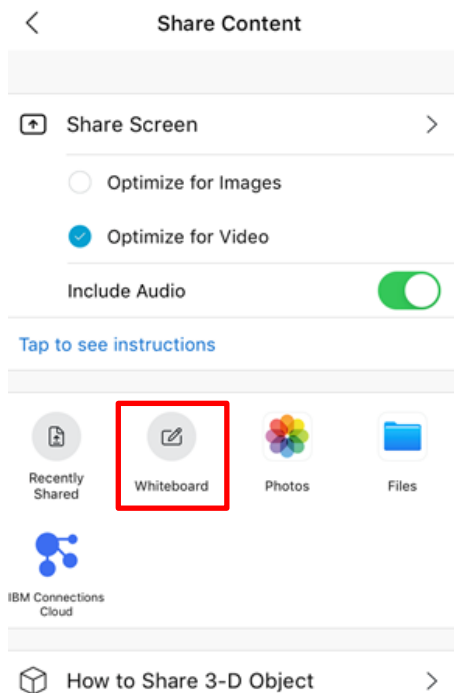 Share Content
Share Screen
Optimize for Images
Optimize for Video
Include Audio
Tap to see instructions
Recently
Shared
Whiteboard
Photos
Files
IBM Connections
Cloud
How to Share 3-D Object